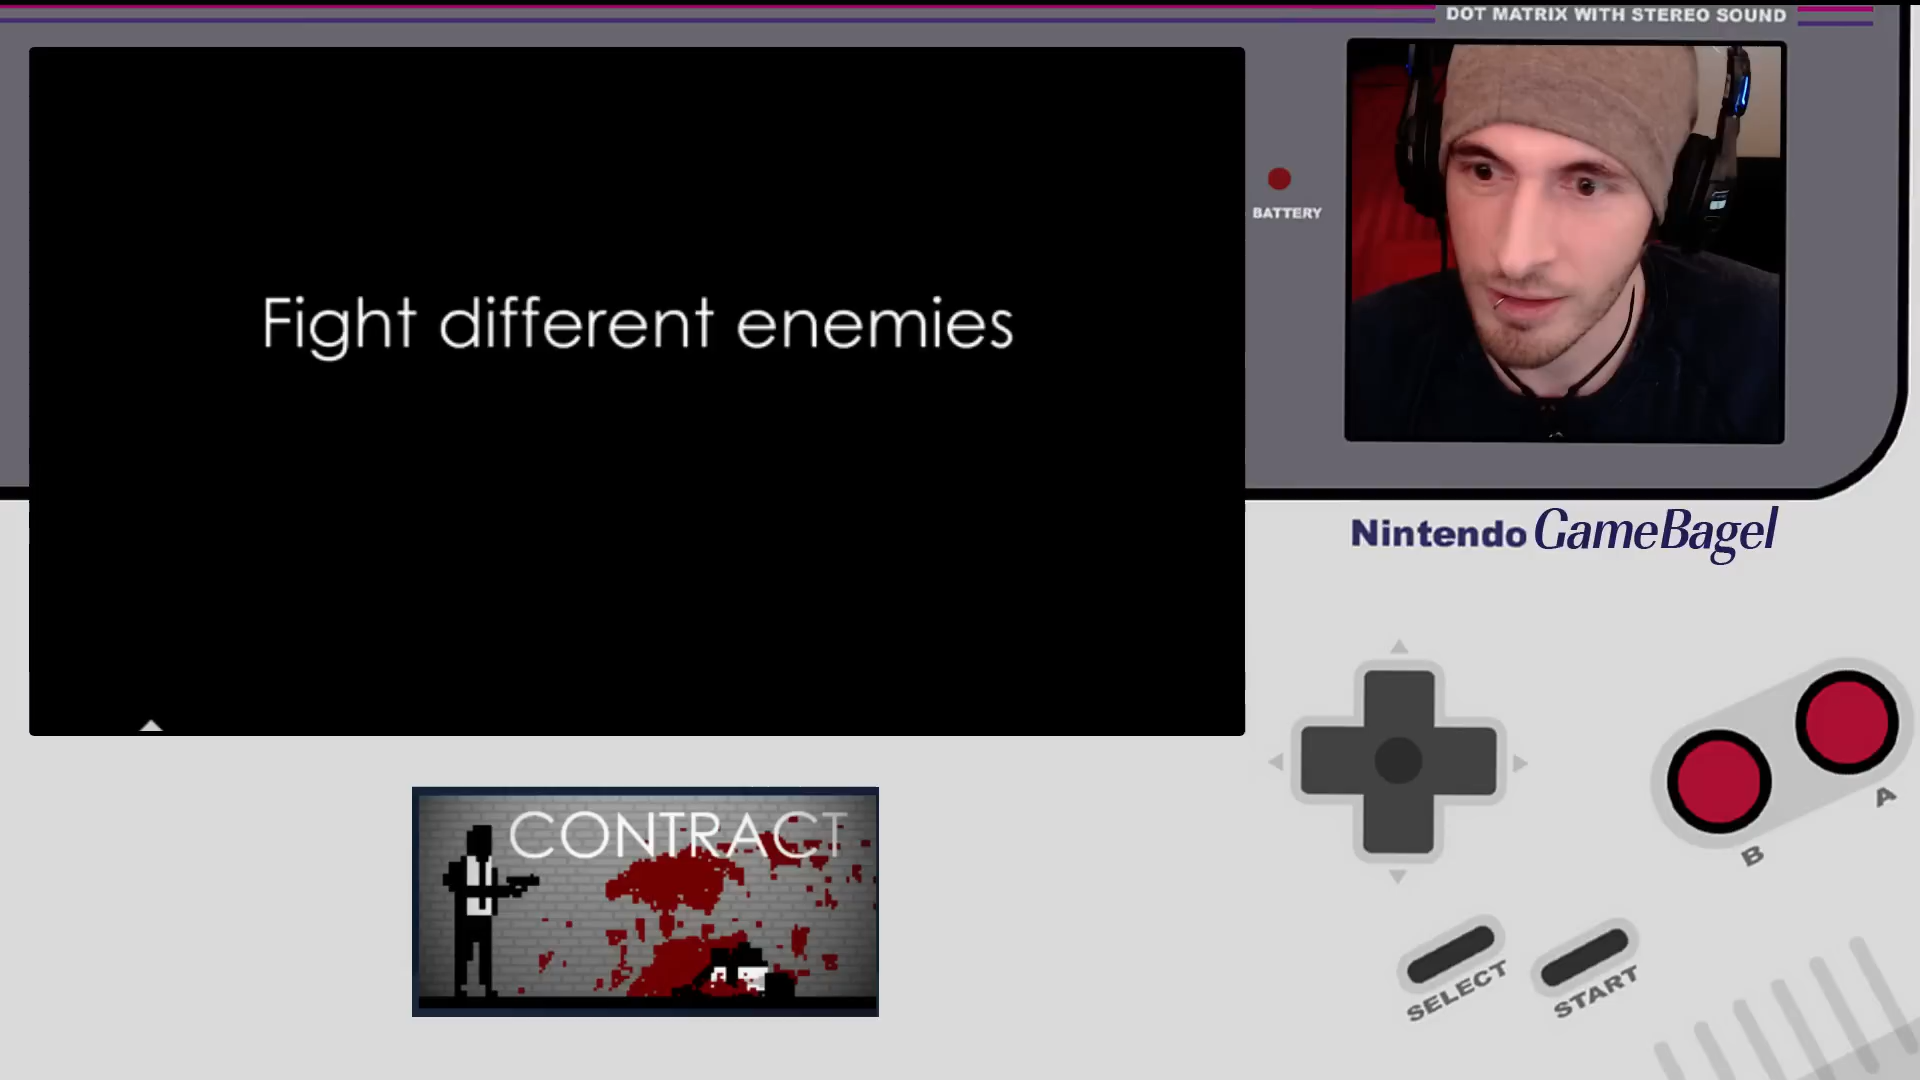 DOT MATRIX WITH STEREO SOUND
Fight different enemies
BATTERY
Nintendo GameBagel
CONTRACT
A
B
SELECT
START